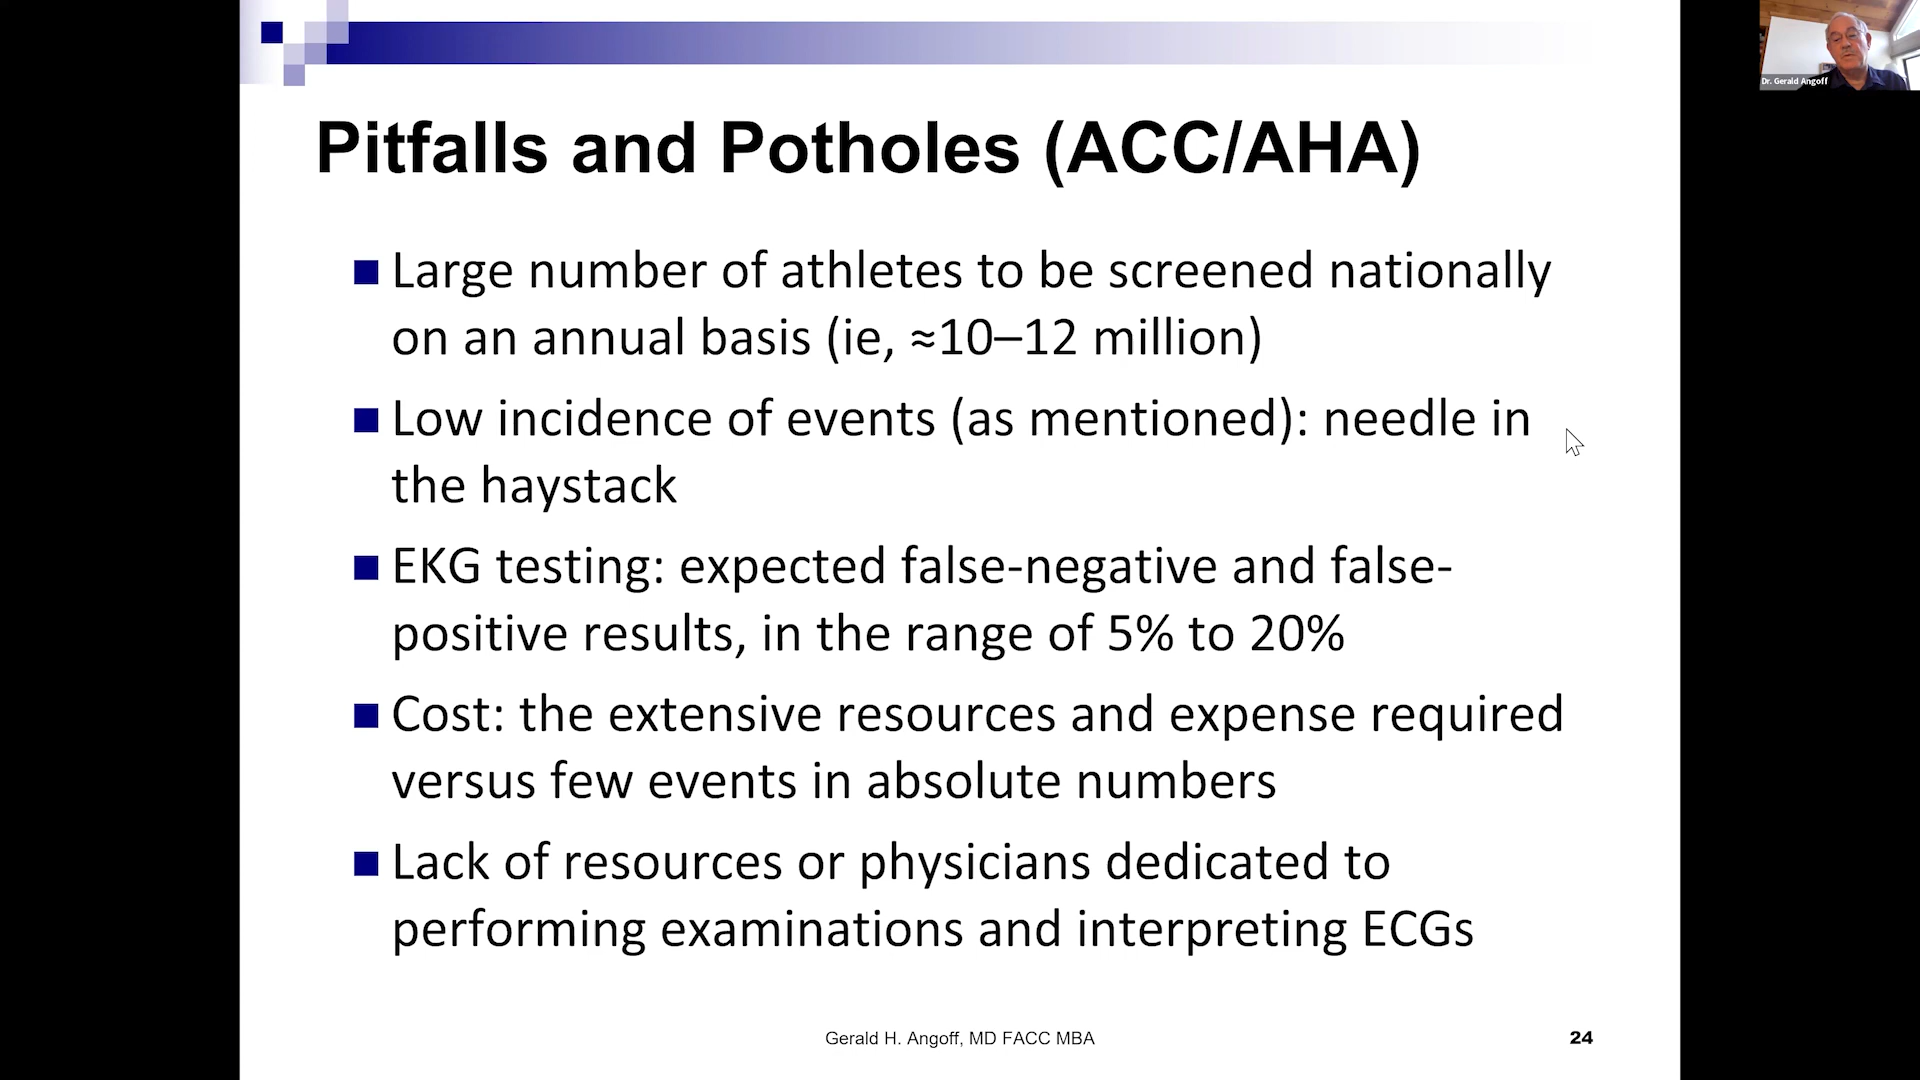 Dr. Gerald Angoff
Pitfalls and Potholes (ACC/AHA)
Large number of athletes to be screened nationally
on an annual basis (ie, ≈10–12 million)
Low incidence of events (as mentioned): needle in
the haystack
EKG testing: expected false-negative and false-
positive results, in the range of 5% to 20%
Cost: the extensive resources and expense required
versus few events in absolute numbers
Lack of resources or physicians dedicated to
performing examinations and interpreting ECGs
Gerald H. Angoff, MD FACC MBA
24